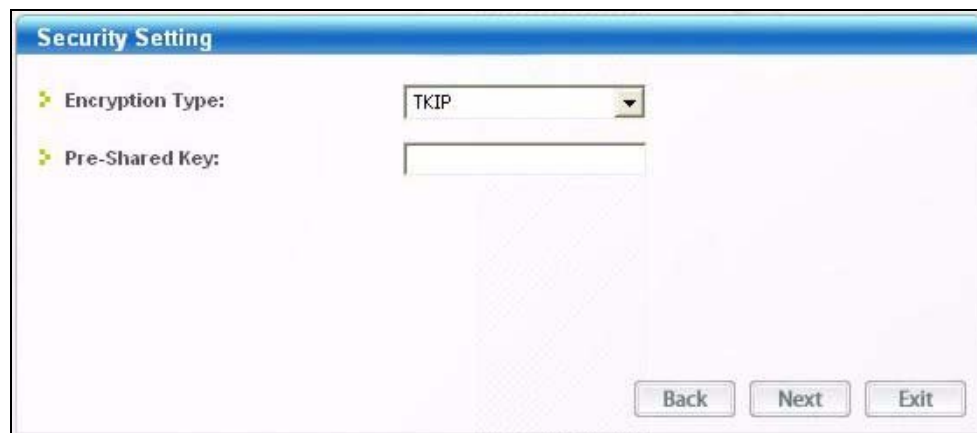 Security Setting
Encryption Type: TKIP
Pre-Shared Key:
Back Next Exit